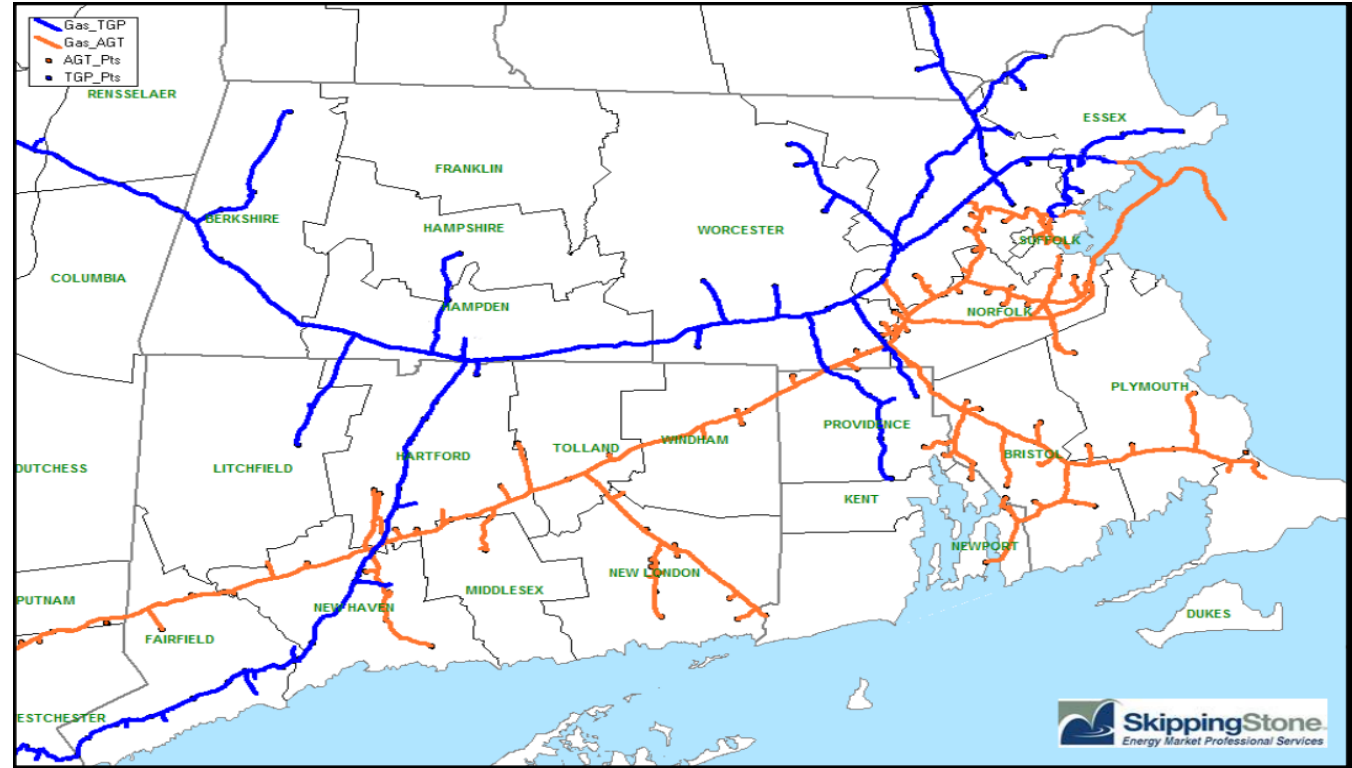 Gas_TGP
Gas_AGT
AGT_Pts
TGP_Pts
RENSSELAER
ESSEX
FRANKLIN
BERKSHIRE
HAMPSHIRE
WORCESTER
SUFFOLK
COLUMBIA
HAMPDEN
NORFOLK
PLYMOUTH
PROVIDENCE
DUTCHESS
LITCHFIELD
HARTFORD
TOLLAND
WINDHAM
BRISTOL
KENT
NEWPORT
PUTNAM
NEW HAVEN
MIDDLESEX
NEW LONDON
DUKES
FAIRFIELD
ESTCHESTER
SkippingStone
Energy Market Professional Services